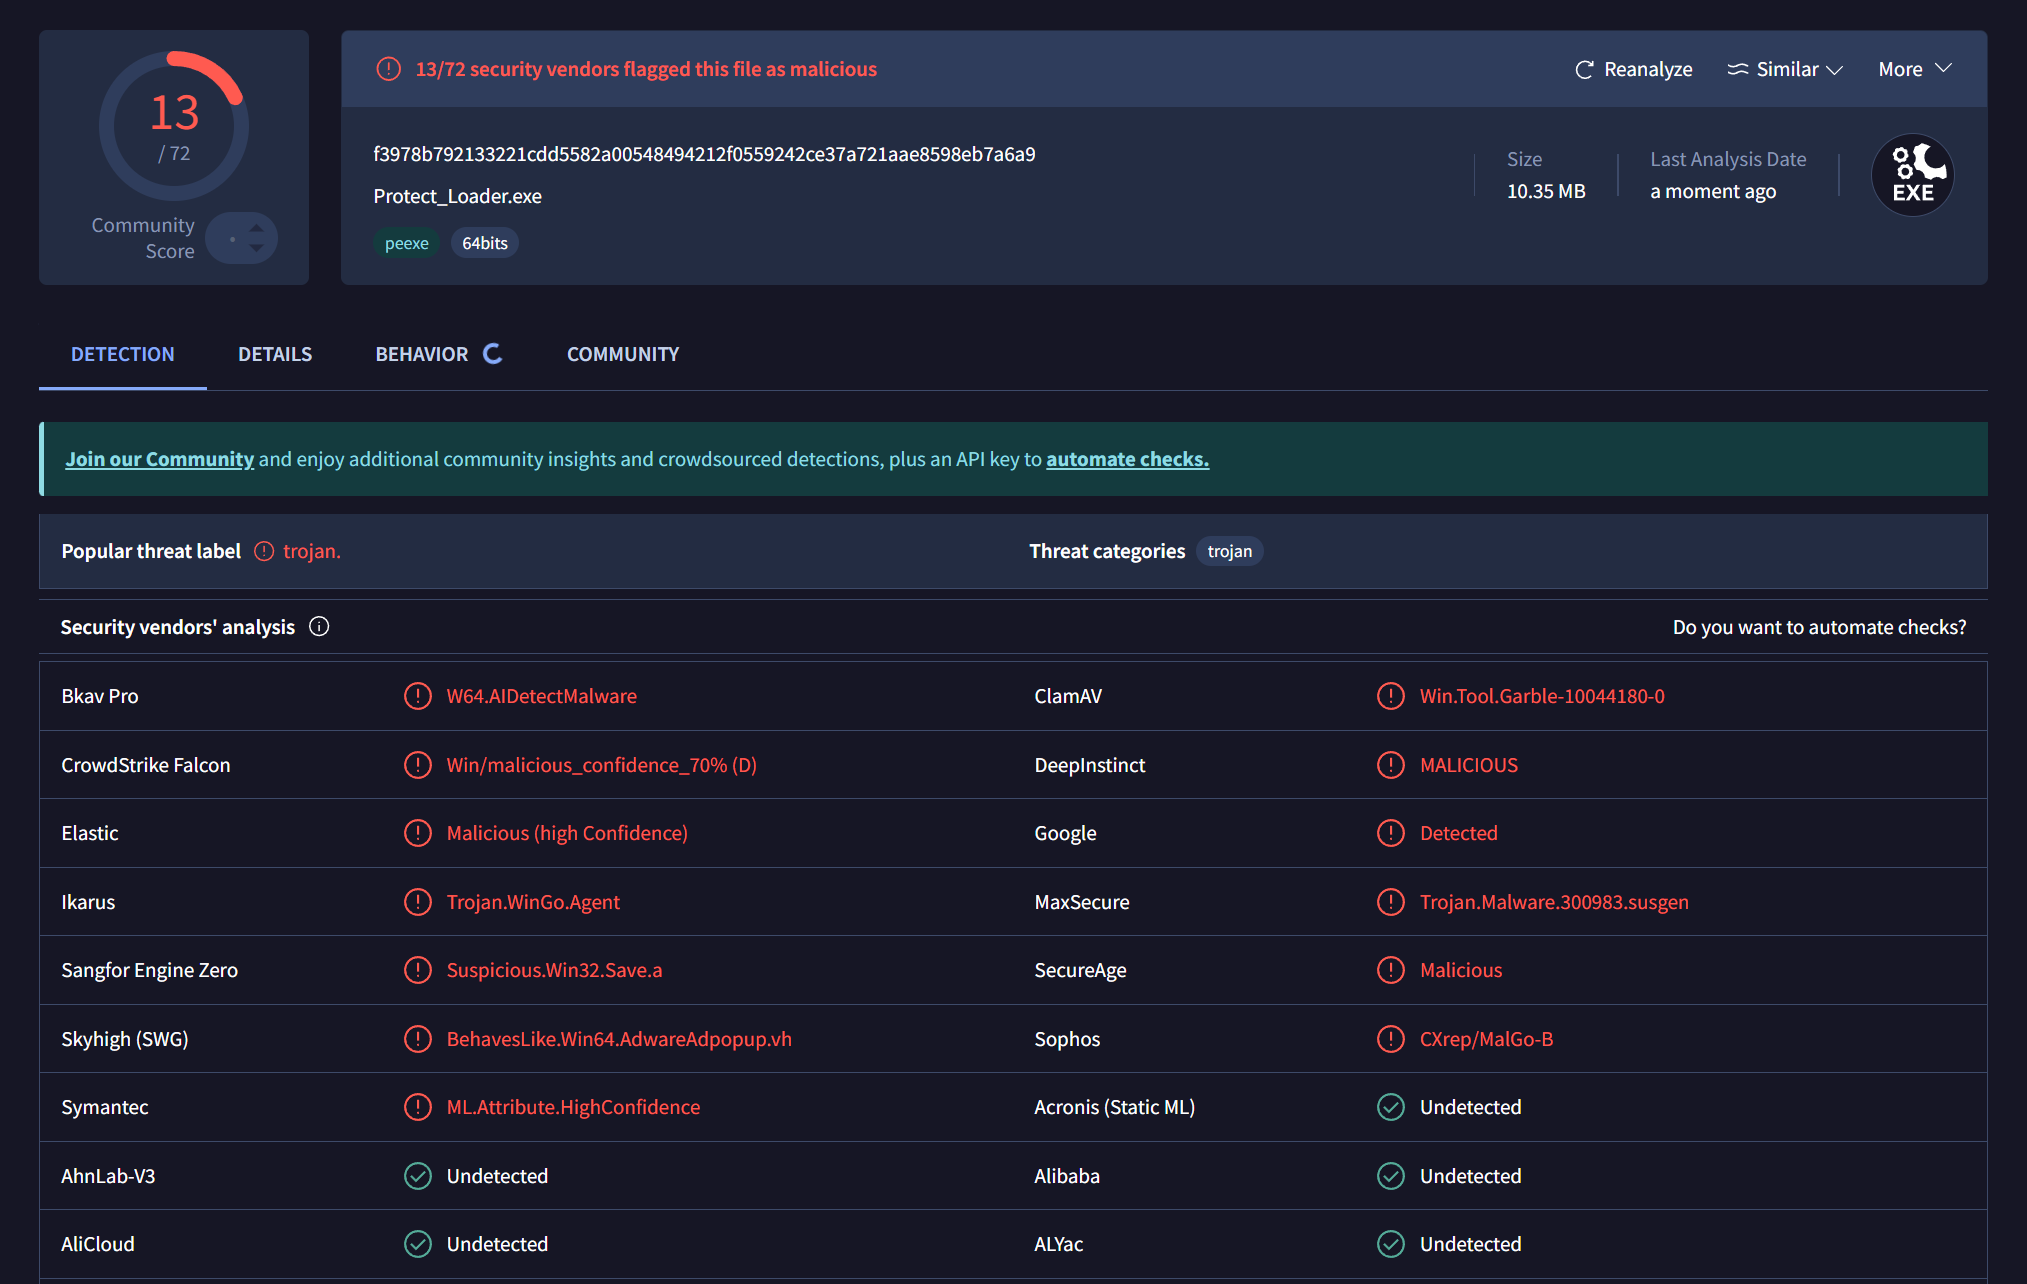 13
/ 72
Community
Score
13/72 security vendors flagged this file as malicious
Reanalyze
Similar
More
f3978b792133221cdd5582a00548494212f0559242ce37a721aae8598eb7a6a9
Protect_Loader.exe
peexe
64bits
Size
10.35 MB
Last Analysis Date
a moment ago
EXE
DETECTION
DETAILS
BEHAVIOR
COMMUNITY
Join our Community and enjoy additional community insights and crowdsourced detections, plus an API key to automate checks.
Popular threat label trojan.
Threat categories trojan
Security vendors' analysis
Do you want to automate checks?
Bkav Pro W64.AIDetectMalware ClamAV Win.Tool.Garble-10044180-0
CrowdStrike Falcon Win/malicious_confidence_70% (D) DeepInstinct MALICIOUS
Elastic Malicious (high Confidence) Google Detected
Ikarus Trojan.WinGo.Agent MaxSecure Trojan.Malware.300983.susgen
Sangfor Engine Zero Suspicious.Win32.Save.a SecureAge Malicious
Skyhigh (SWG) BehavesLike.Win64.AdwareAdpopup.vh Sophos CXrep/MalGo-B
Symantec ML.Attribute.HighConfidence Acronis (Static ML) Undetected
AhnLab-V3 Undetected Alibaba Undetected
AliCloud Undetected ALYac Undetected